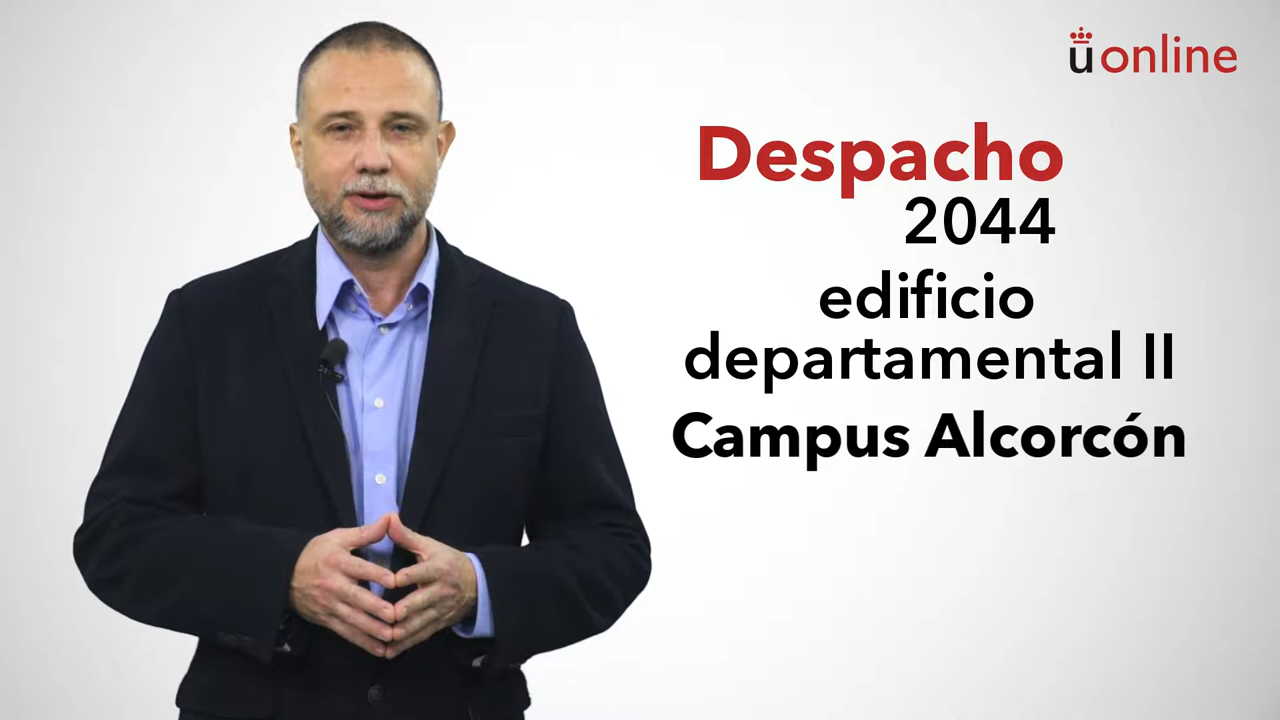 uonline
Despacho
2044
edificio
departamental II
Campus Alcorcón